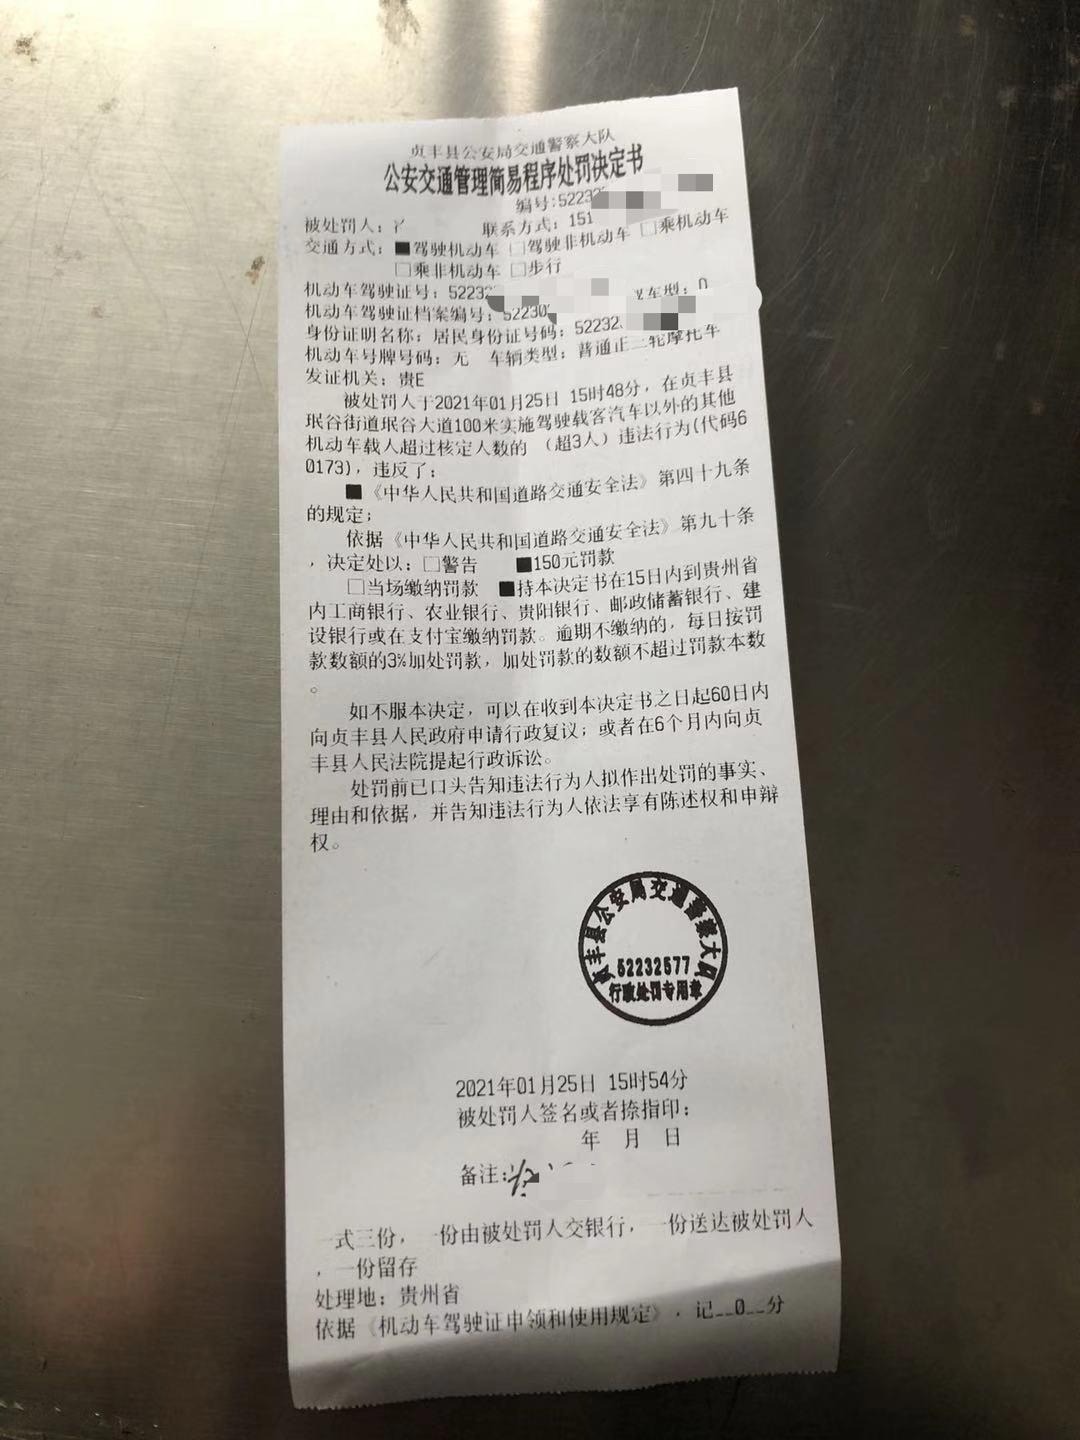 贞丰县公安局交通警察大队
公安交通管理简易程序处罚决定书
编号:52232
被处罚人: 联系方式: 151
交通方式: ■驾驶机动车 □驾驶非机动车 □乘机动车
□乘非机动车 □步行
机动车驾驶证号: 52232 车型: D
机动车驾驶证档案编号: 52230
身份证明名称: 居民身份证号码: 52232
机动车号牌号码: 无 车辆类型: 普通正三轮摩托车
发证机关: 贵E
被处罚人于2021年01月25日 15时48分, 在贞丰县
珉谷街道珉谷大道100米实施驾驶载客汽车以外的其他
机动车载人超过核定人数的 （超3人）违法行为(代码6
0173), 违反了:
■《中华人民共和国道路交通安全法》第四十九条
的规定;
依据《中华人民共和国道路交通安全法》第九十条
, 决定处以: □警告 ■150元罚款
□当场缴纳罚款 ■持本决定书在15日内到贵州省
内工商银行、农业银行、贵阳银行、邮政储蓄银行、建
设银行或在支付宝缴纳罚款。逾期不缴纳的, 每日按罚
款数额的3%加处罚款, 加处罚款的数额不超过罚款本数
。
如不服本决定, 可以在收到本决定书之日起60日内
向贞丰县人民政府申请行政复议; 或者在6个月内向贞
丰县人民法院提起行政诉讼。
处罚前已口头告知违法行为人拟作出处罚的事实、
理由和依据, 并告知违法行为人依法享有陈述权和申辩
权。
贞丰县公安局交通警察大队
52232577
行政处罚专用章
2021年01月25日 15时54分
被处罚人签名或者捺指印:
年 月 日
备注:
一式三份, 一份由被处罚人交银行, 一份送达被处罚人
, 一份留存
处理地: 贵州省
依据《机动车驾驶证申领和使用规定》, 记__0__分